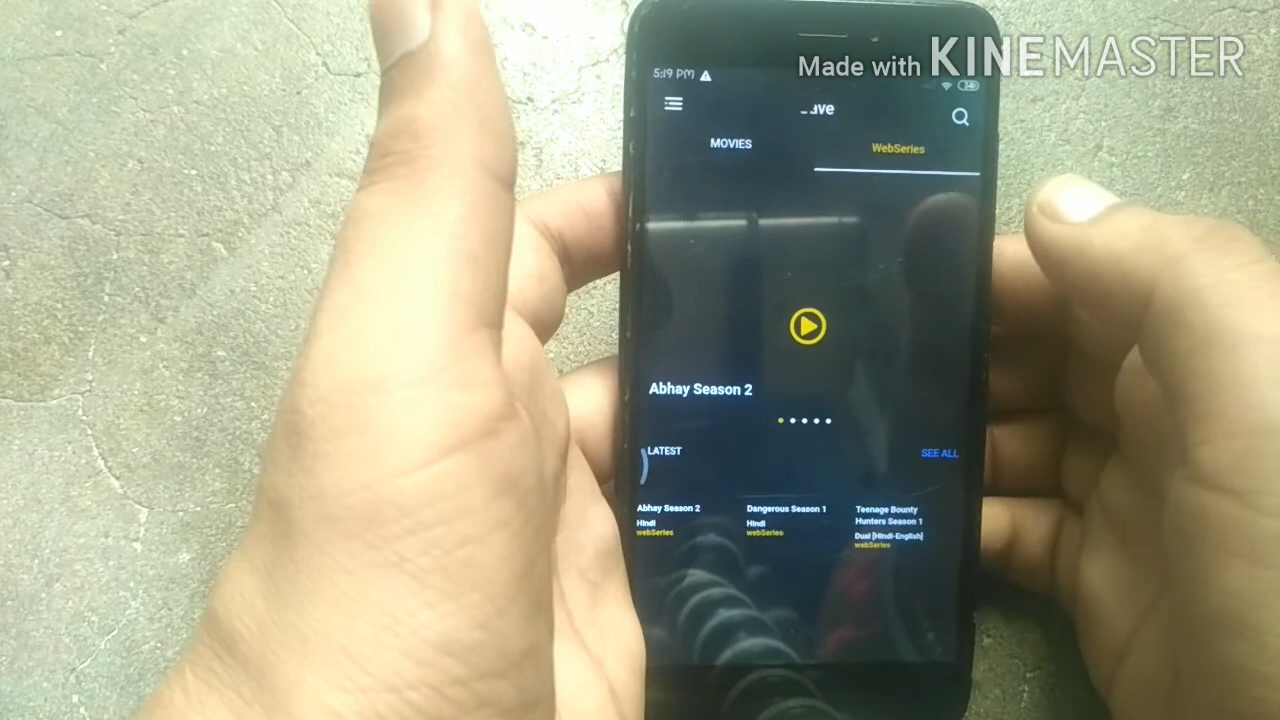 Made with KINEMASTER
5:19 PM
MOVIES
WebSeries
Abhay Season 2
LATEST
SEE ALL
Abhay Season 2
Hindi
webSeries
Dangerous Season 1
Hindi
webSeries
Teenage Bounty
Hunters Season 1
Dual [Hindi-English]
webSeries